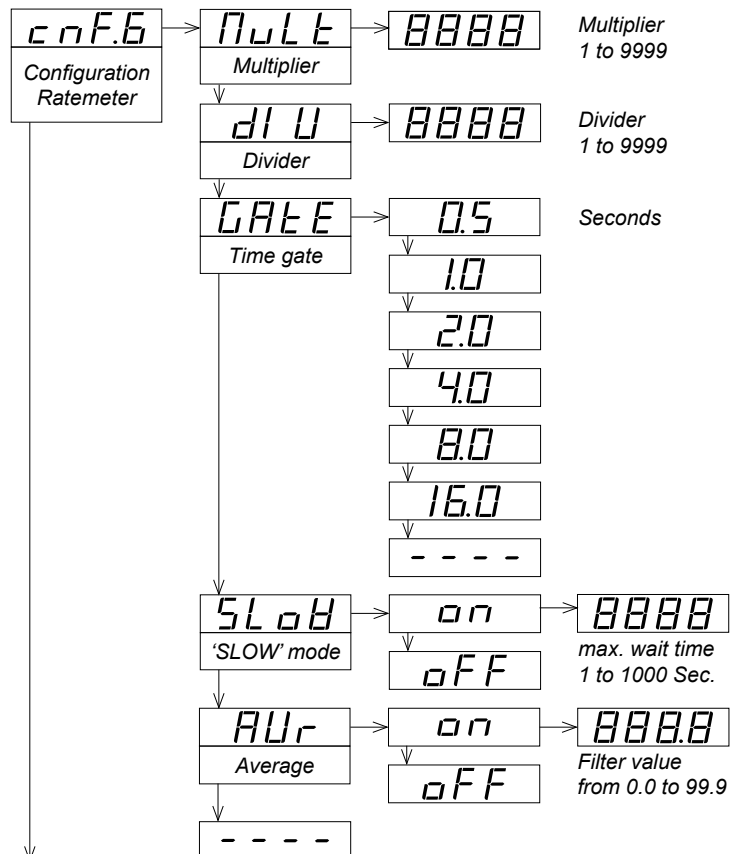 cnF.6
Configuration
Ratemeter
MuLt
Multiplier
8888
Multiplier
1 to 9999
dIU
Divider
8888
Divider
1 to 9999
GAtE
Time gate
0.5
Seconds
1.0
2.0
4.0
8.0
16.0
- - - -
SLoW
'SLOW' mode
on
8888
max. wait time
1 to 1000 Sec.
oFF
AUr
Average
on
888.8
Filter value
from 0.0 to 99.9
oFF
- - - -